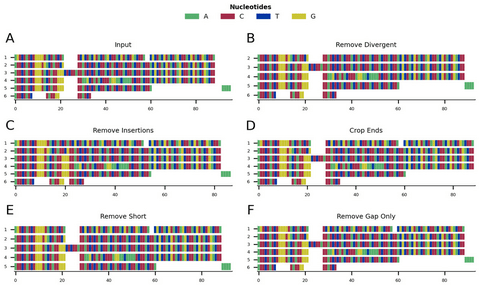 Nucleotides
A C T G
A
Input
1
2
3
4
5
6
0 20 40 60 80
B
Remove Divergent
2
3
4
5
6
0 20 40 60 80
C
Remove Insertions
1
2
3
4
5
6
0 20 40 60 80
D
Crop Ends
1
2
3
4
5
6
0 20 40 60 80
E
Remove Short
1
2
3
4
5
0 20 40 60 80
F
Remove Gap Only
1
2
3
4
5
6
0 20 40 60 80